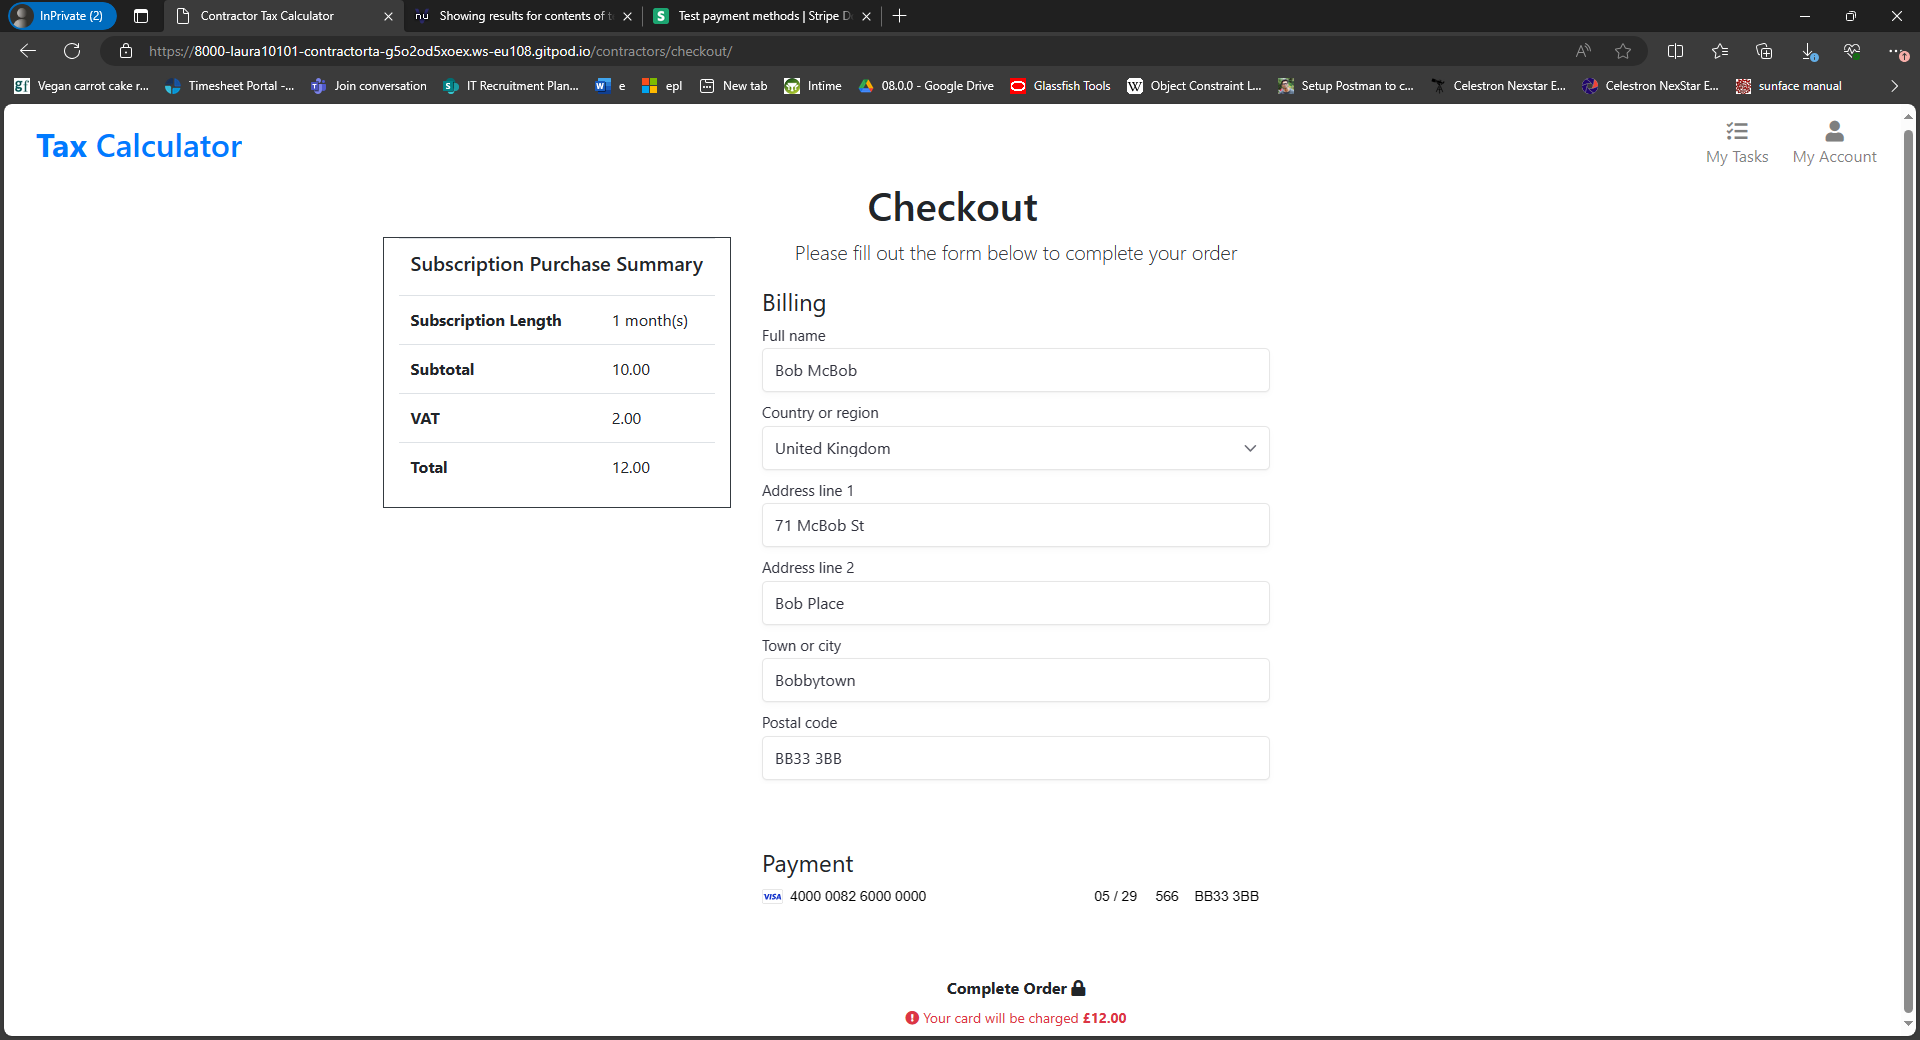 InPrivate (2)
Contractor Tax Calculator
Showing results for contents of t
Test payment methods | Stripe D
https://8000-laura10101-contractorta-g5o2od5xoex.ws-eu108.gitpod.io/contractors/checkout/
Vegan carrot cake r...
Timesheet Portal -...
Join conversation
IT Recruitment Plan...
e
epl
New tab
Intime
08.0.0 - Google Drive
Glassfish Tools
Object Constraint L...
Setup Postman to c...
Celestron Nexstar E...
Celestron NexStar E...
sunface manual
Tax Calculator
My Tasks
My Account
Checkout
Please fill out the form below to complete your order
Subscription Purchase Summary
Subscription Length 1 month(s)
Subtotal 10.00
VAT 2.00
Total 12.00
Billing
Full name
Bob McBob
Country or region
United Kingdom
Address line 1
71 McBob St
Address line 2
Bob Place
Town or city
Bobbytown
Postal code
BB33 3BB
Payment
VISA 4000 0082 6000 0000 05 / 29 566 BB33 3BB
Complete Order
Your card will be charged £12.00